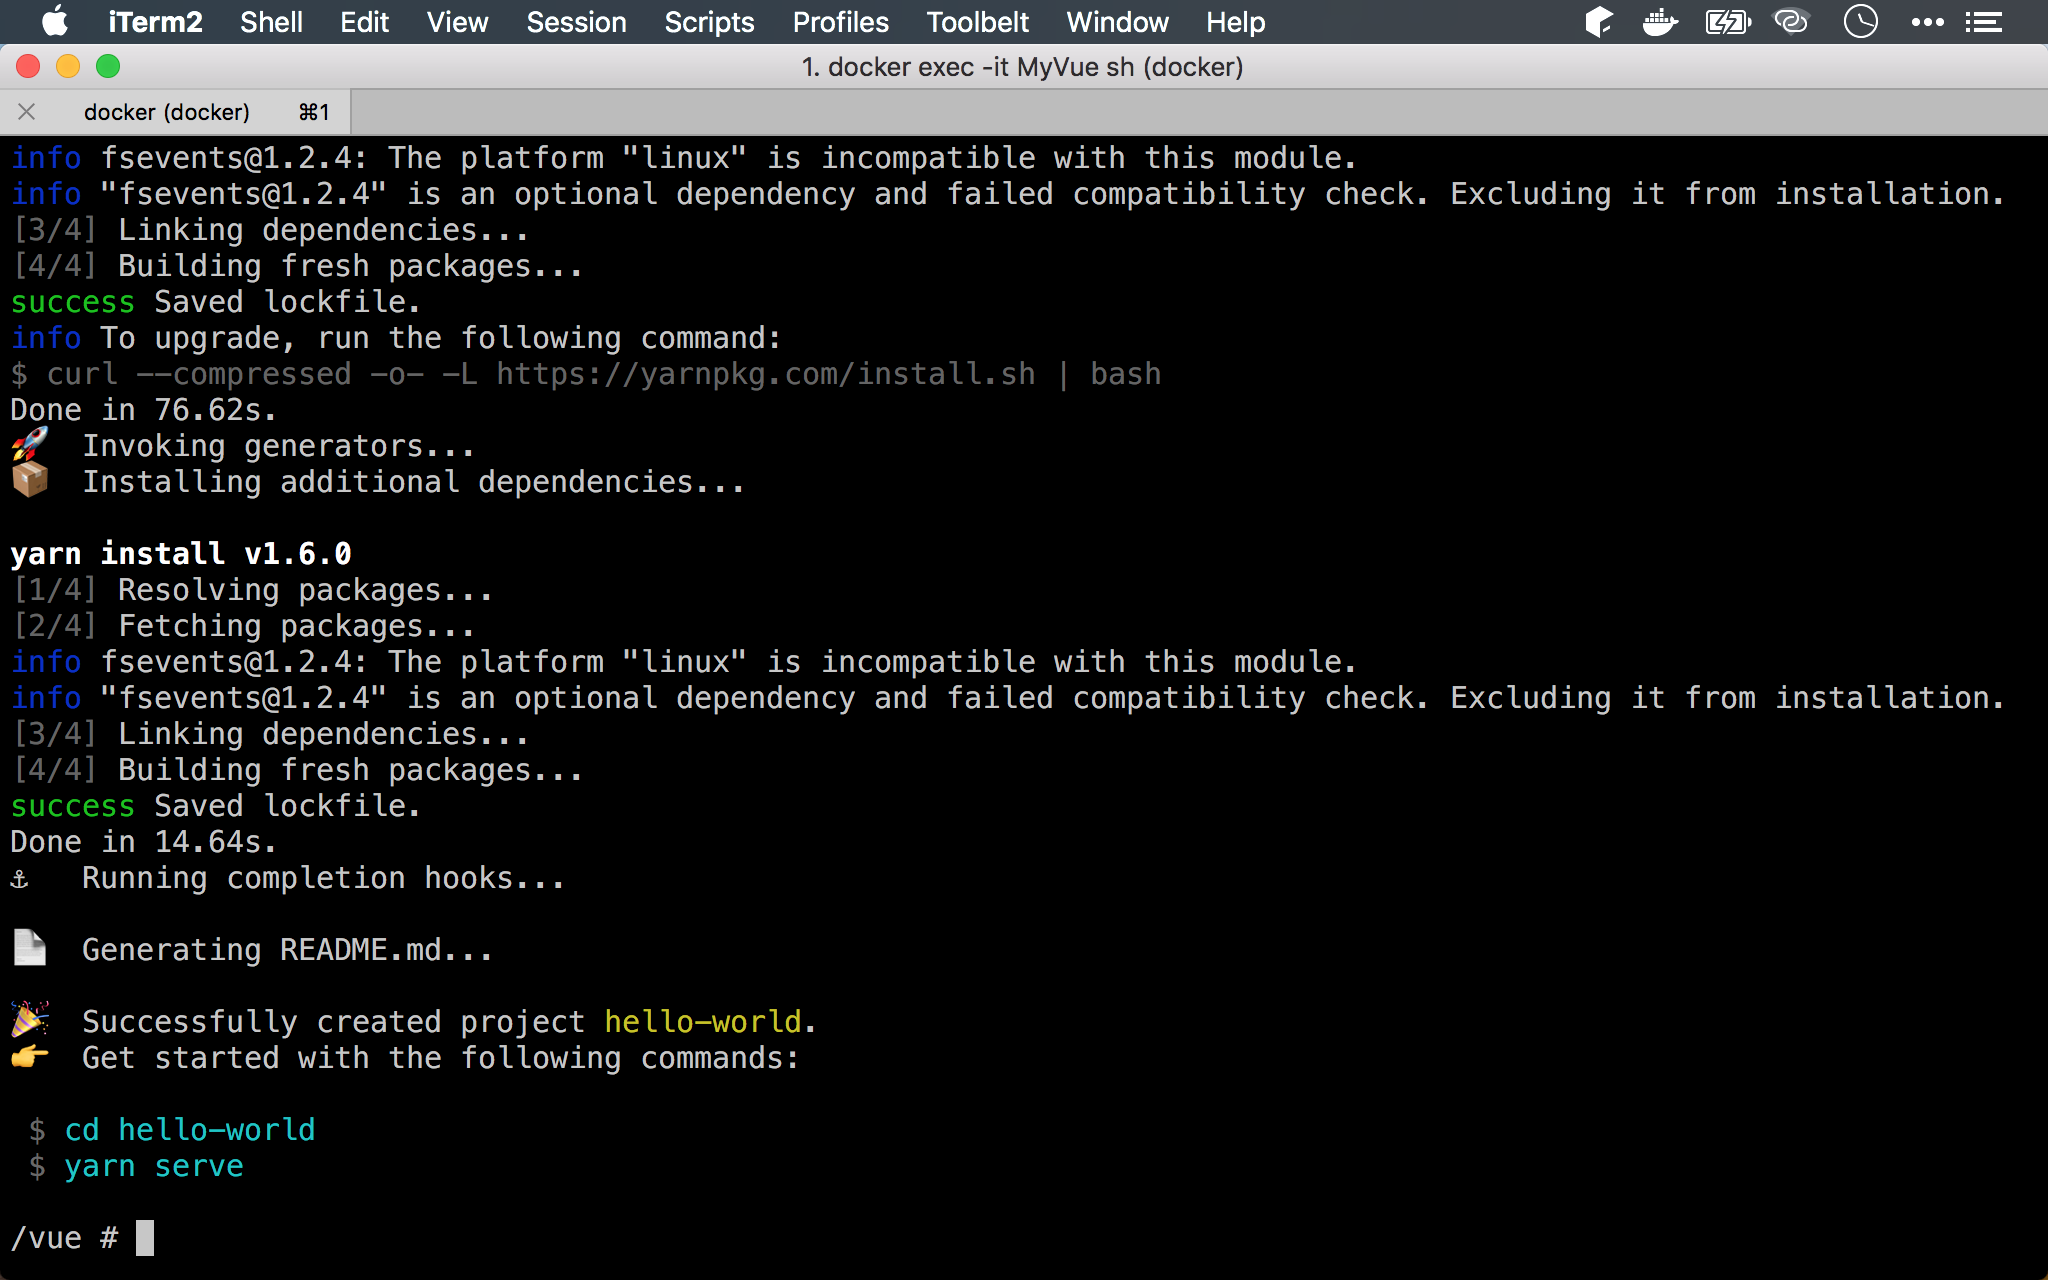 iTerm2 Shell Edit View Session Scripts Profiles Toolbelt Window Help
1. docker exec -it MyVue sh (docker)
docker (docker) ⌘1
info fsevents@1.2.4: The platform "linux" is incompatible with this module.
info "fsevents@1.2.4" is an optional dependency and failed compatibility check. Excluding it from installation.
[3/4] Linking dependencies...
[4/4] Building fresh packages...
success Saved lockfile.
info To upgrade, run the following command:
$ curl --compressed -o- -L https://yarnpkg.com/install.sh | bash
Done in 76.62s.
🚀 Invoking generators...
📦 Installing additional dependencies...
yarn install v1.6.0
[1/4] Resolving packages...
[2/4] Fetching packages...
info fsevents@1.2.4: The platform "linux" is incompatible with this module.
info "fsevents@1.2.4" is an optional dependency and failed compatibility check. Excluding it from installation.
[3/4] Linking dependencies...
[4/4] Building fresh packages...
success Saved lockfile.
Done in 14.64s.
⚓ Running completion hooks...
📄 Generating README.md...
🎉 Successfully created project hello-world.
👉 Get started with the following commands:
$ cd hello-world
$ yarn serve
/vue #